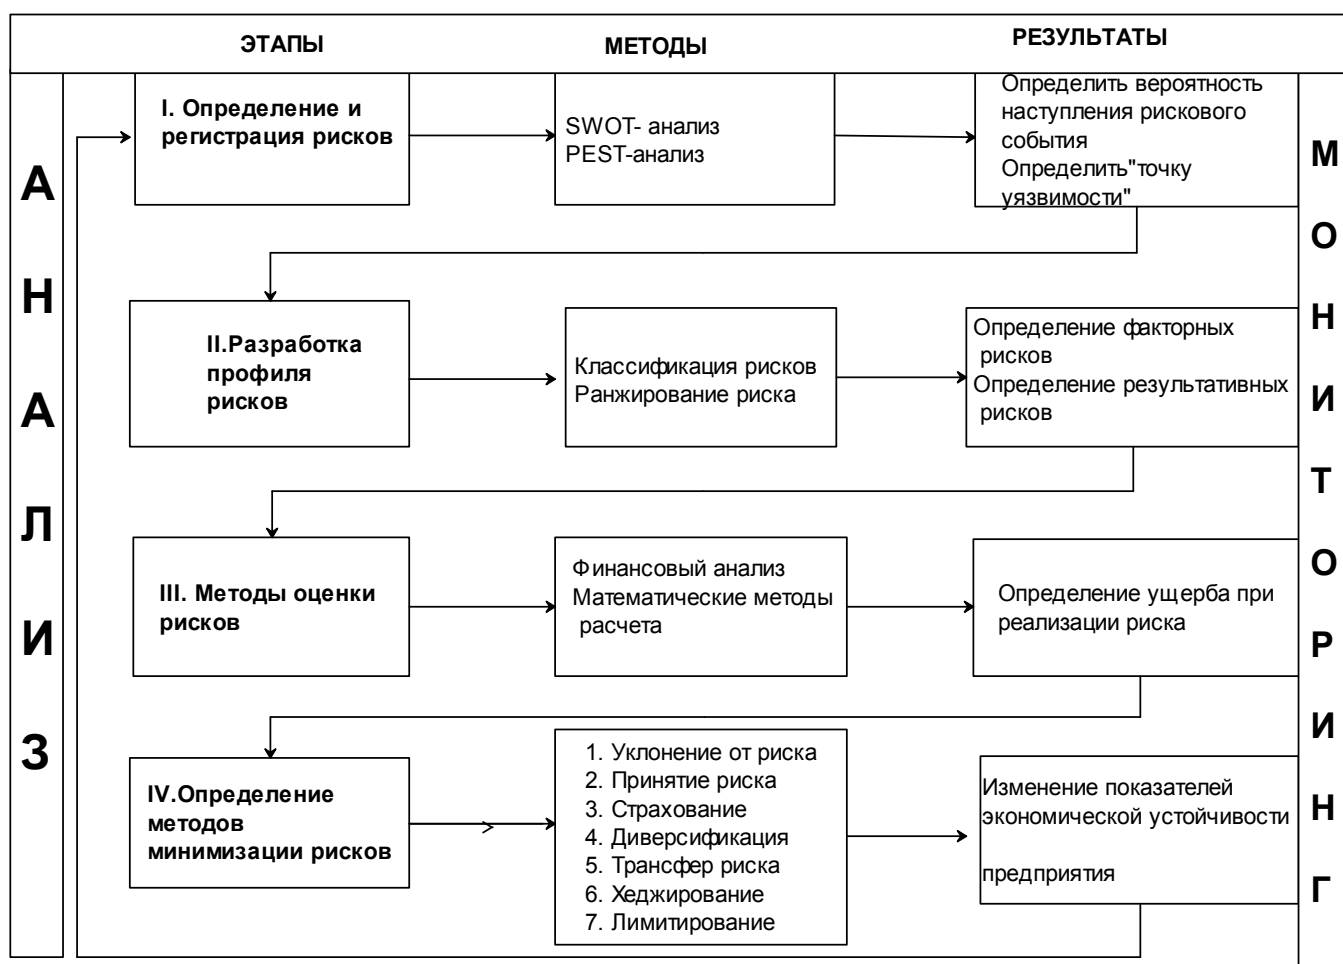 ЭТАПЫ
МЕТОДЫ
РЕЗУЛЬТАТЫ
АНАЛИЗ
I. Определение и
регистрация рисков
SWOT- анализ
PEST-анализ
Определить вероятность
наступления рискового
события
Определить"точку
уязвимости"
II.Разработка
профиля
рисков
Классификация рисков
Ранжирование риска
Определение факторных
рисков
Определение результативных
рисков
III. Методы оценки
рисков
Финансовый анализ
Математические методы
расчета
Определение ущерба при
реализации риска
IV.Определение
методов
минимизации рисков
1. Уклонение от риска
2. Принятие риска
3. Страхование
4. Диверсификация
5. Трансфер риска
6. Хеджирование
7. Лимитирование
Изменение показателей
экономической устойчивости
предприятия
МОНИТОРИНГ